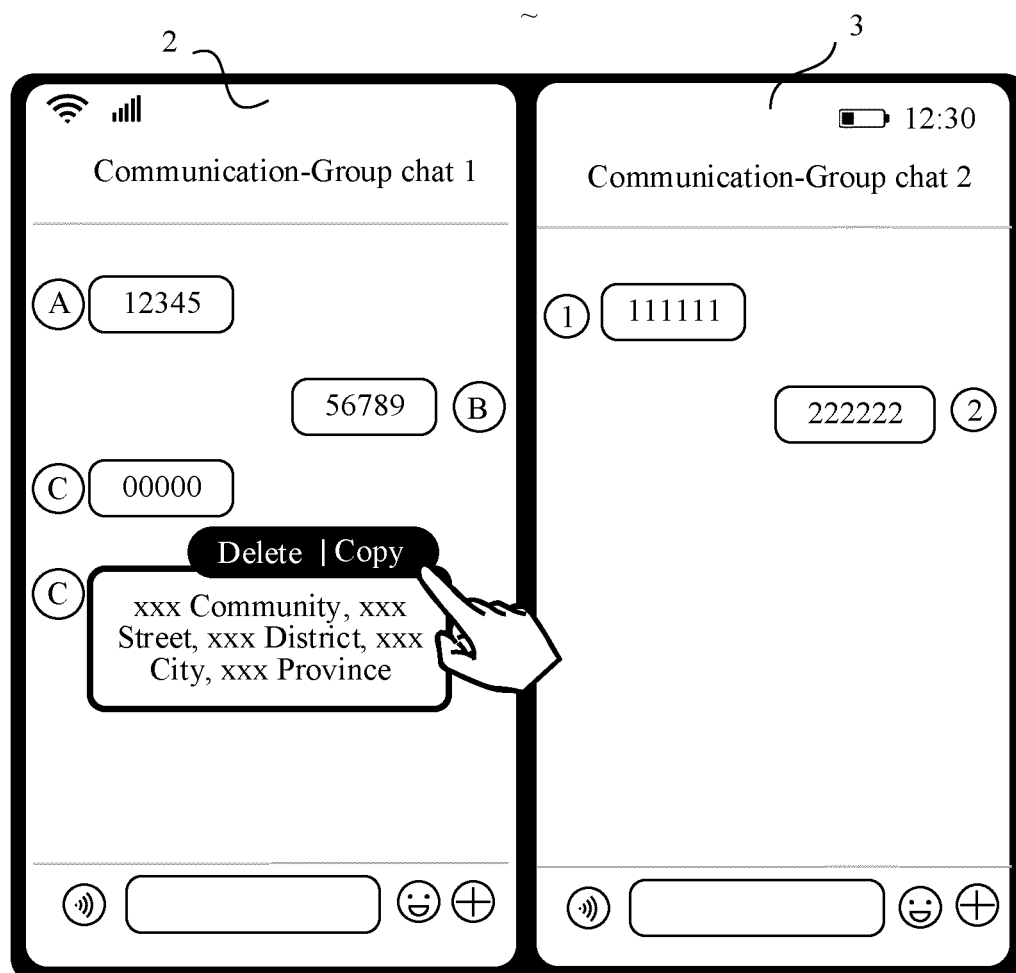 ~
2
3
12:30
Communication-Group chat 1
Communication-Group chat 2
A
12345
56789
B
C
00000
Delete | Copy
C
xxx Community, xxx
Street, xxx District, xxx
City, xxx Province
1
111111
222222
2